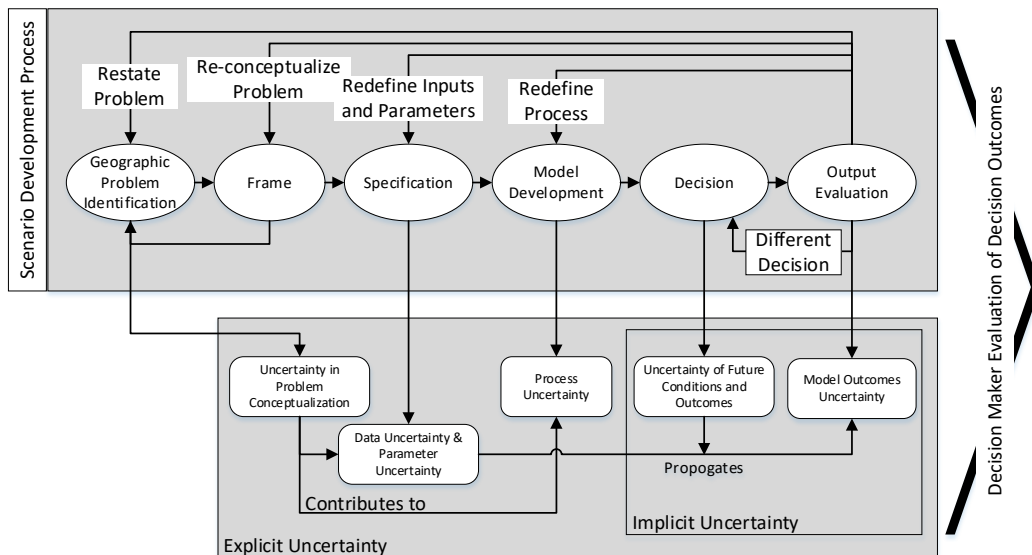 Scenario Development Process
Restate
Problem
Re-conceptualize
Problem
Redefine Inputs
and Parameters
Redefine
Process
Geographic
Problem
Identification
Frame
Specification
Model
Development
Decision
Output
Evaluation
Different
Decision
Uncertainty in
Problem
Conceptualization
Data Uncertainty &
Parameter
Uncertainty
Process
Uncertainty
Uncertainty of Future
Conditions and
Outcomes
Model Outcomes
Uncertainty
Propogates
Contributes to
Implicit Uncertainty
Explicit Uncertainty
Decision Maker Evaluation of Decision Outcomes